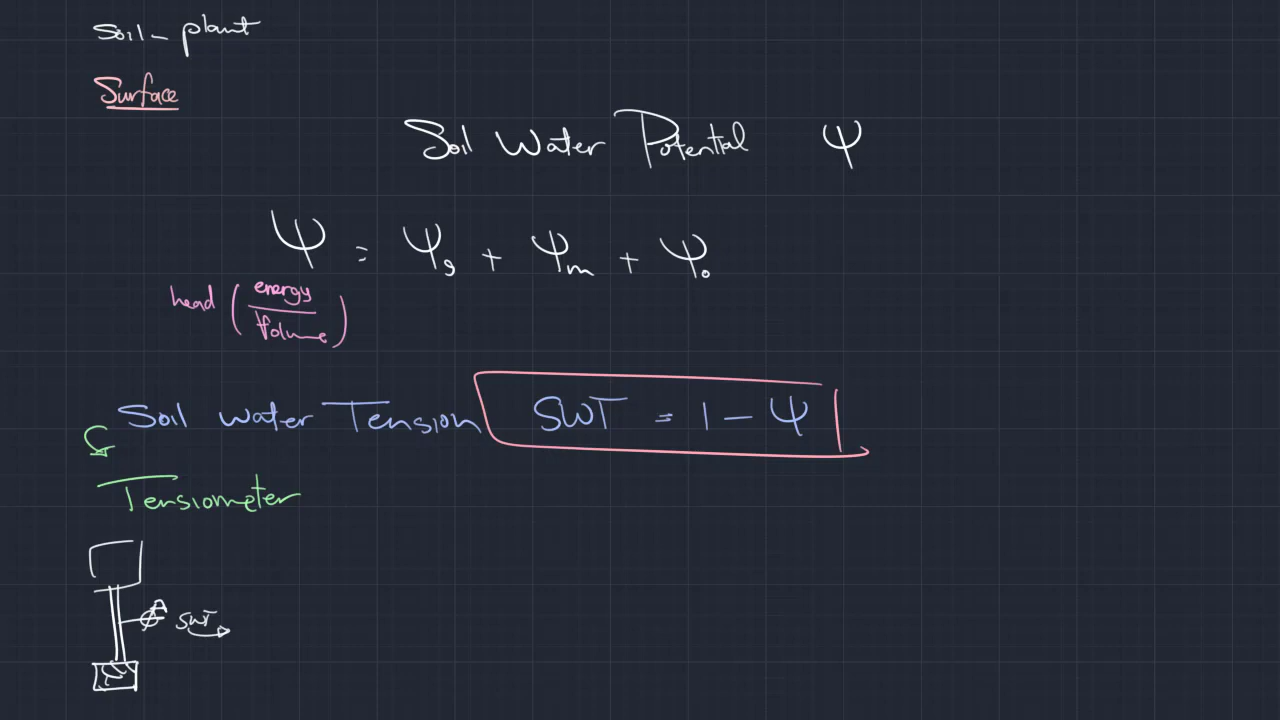 Soil - plant
Surface
Soil Water Potential Ψ
Ψ = Ψg + Ψm + Ψo
head (energy / Volume)
Soil water Tension SWT = 1 - Ψ
Tensiometer
SWT